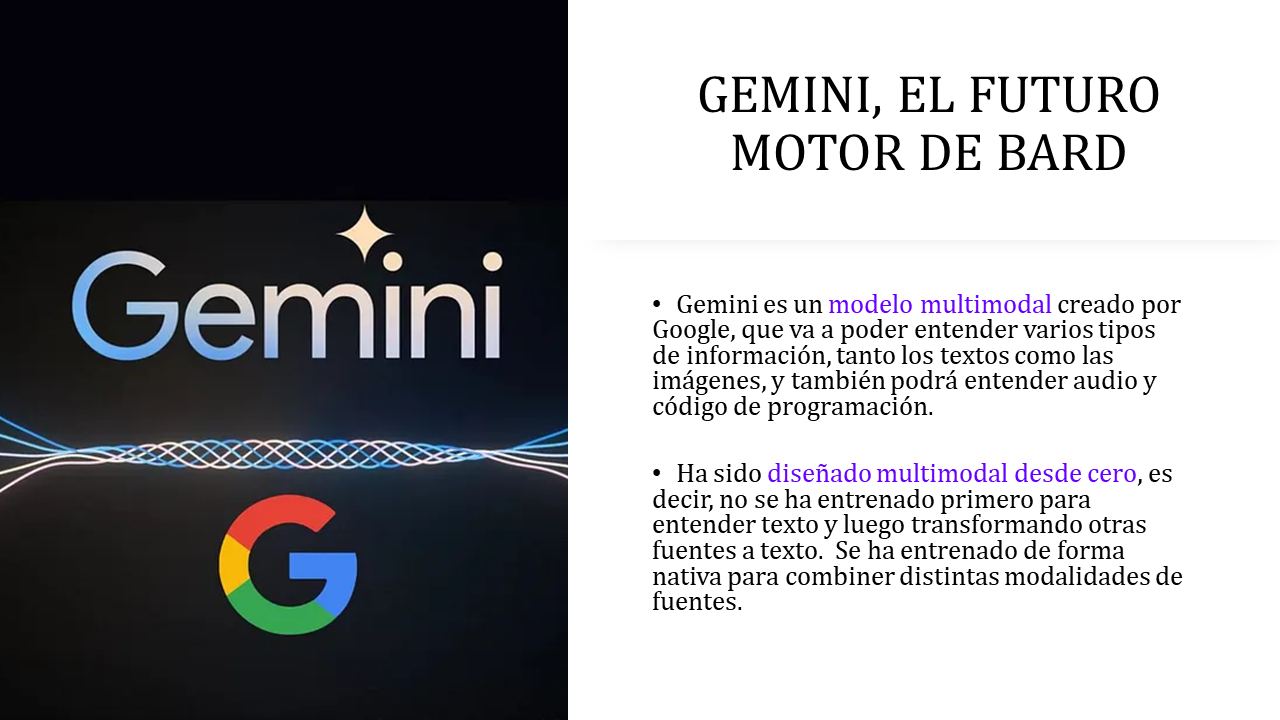 Gemini
GEMINI, EL FUTURO
MOTOR DE BARD
• Gemini es un modelo multimodal creado por
Google, que va a poder entender varios tipos
de información, tanto los textos como las
imágenes, y también podrá entender audio y
código de programación.
• Ha sido diseñado multimodal desde cero, es
decir, no se ha entrenado primero para
entender texto y luego transformando otras
fuentes a texto.  Se ha entrenado de forma
nativa para combiner distintas modalidades de
fuentes.